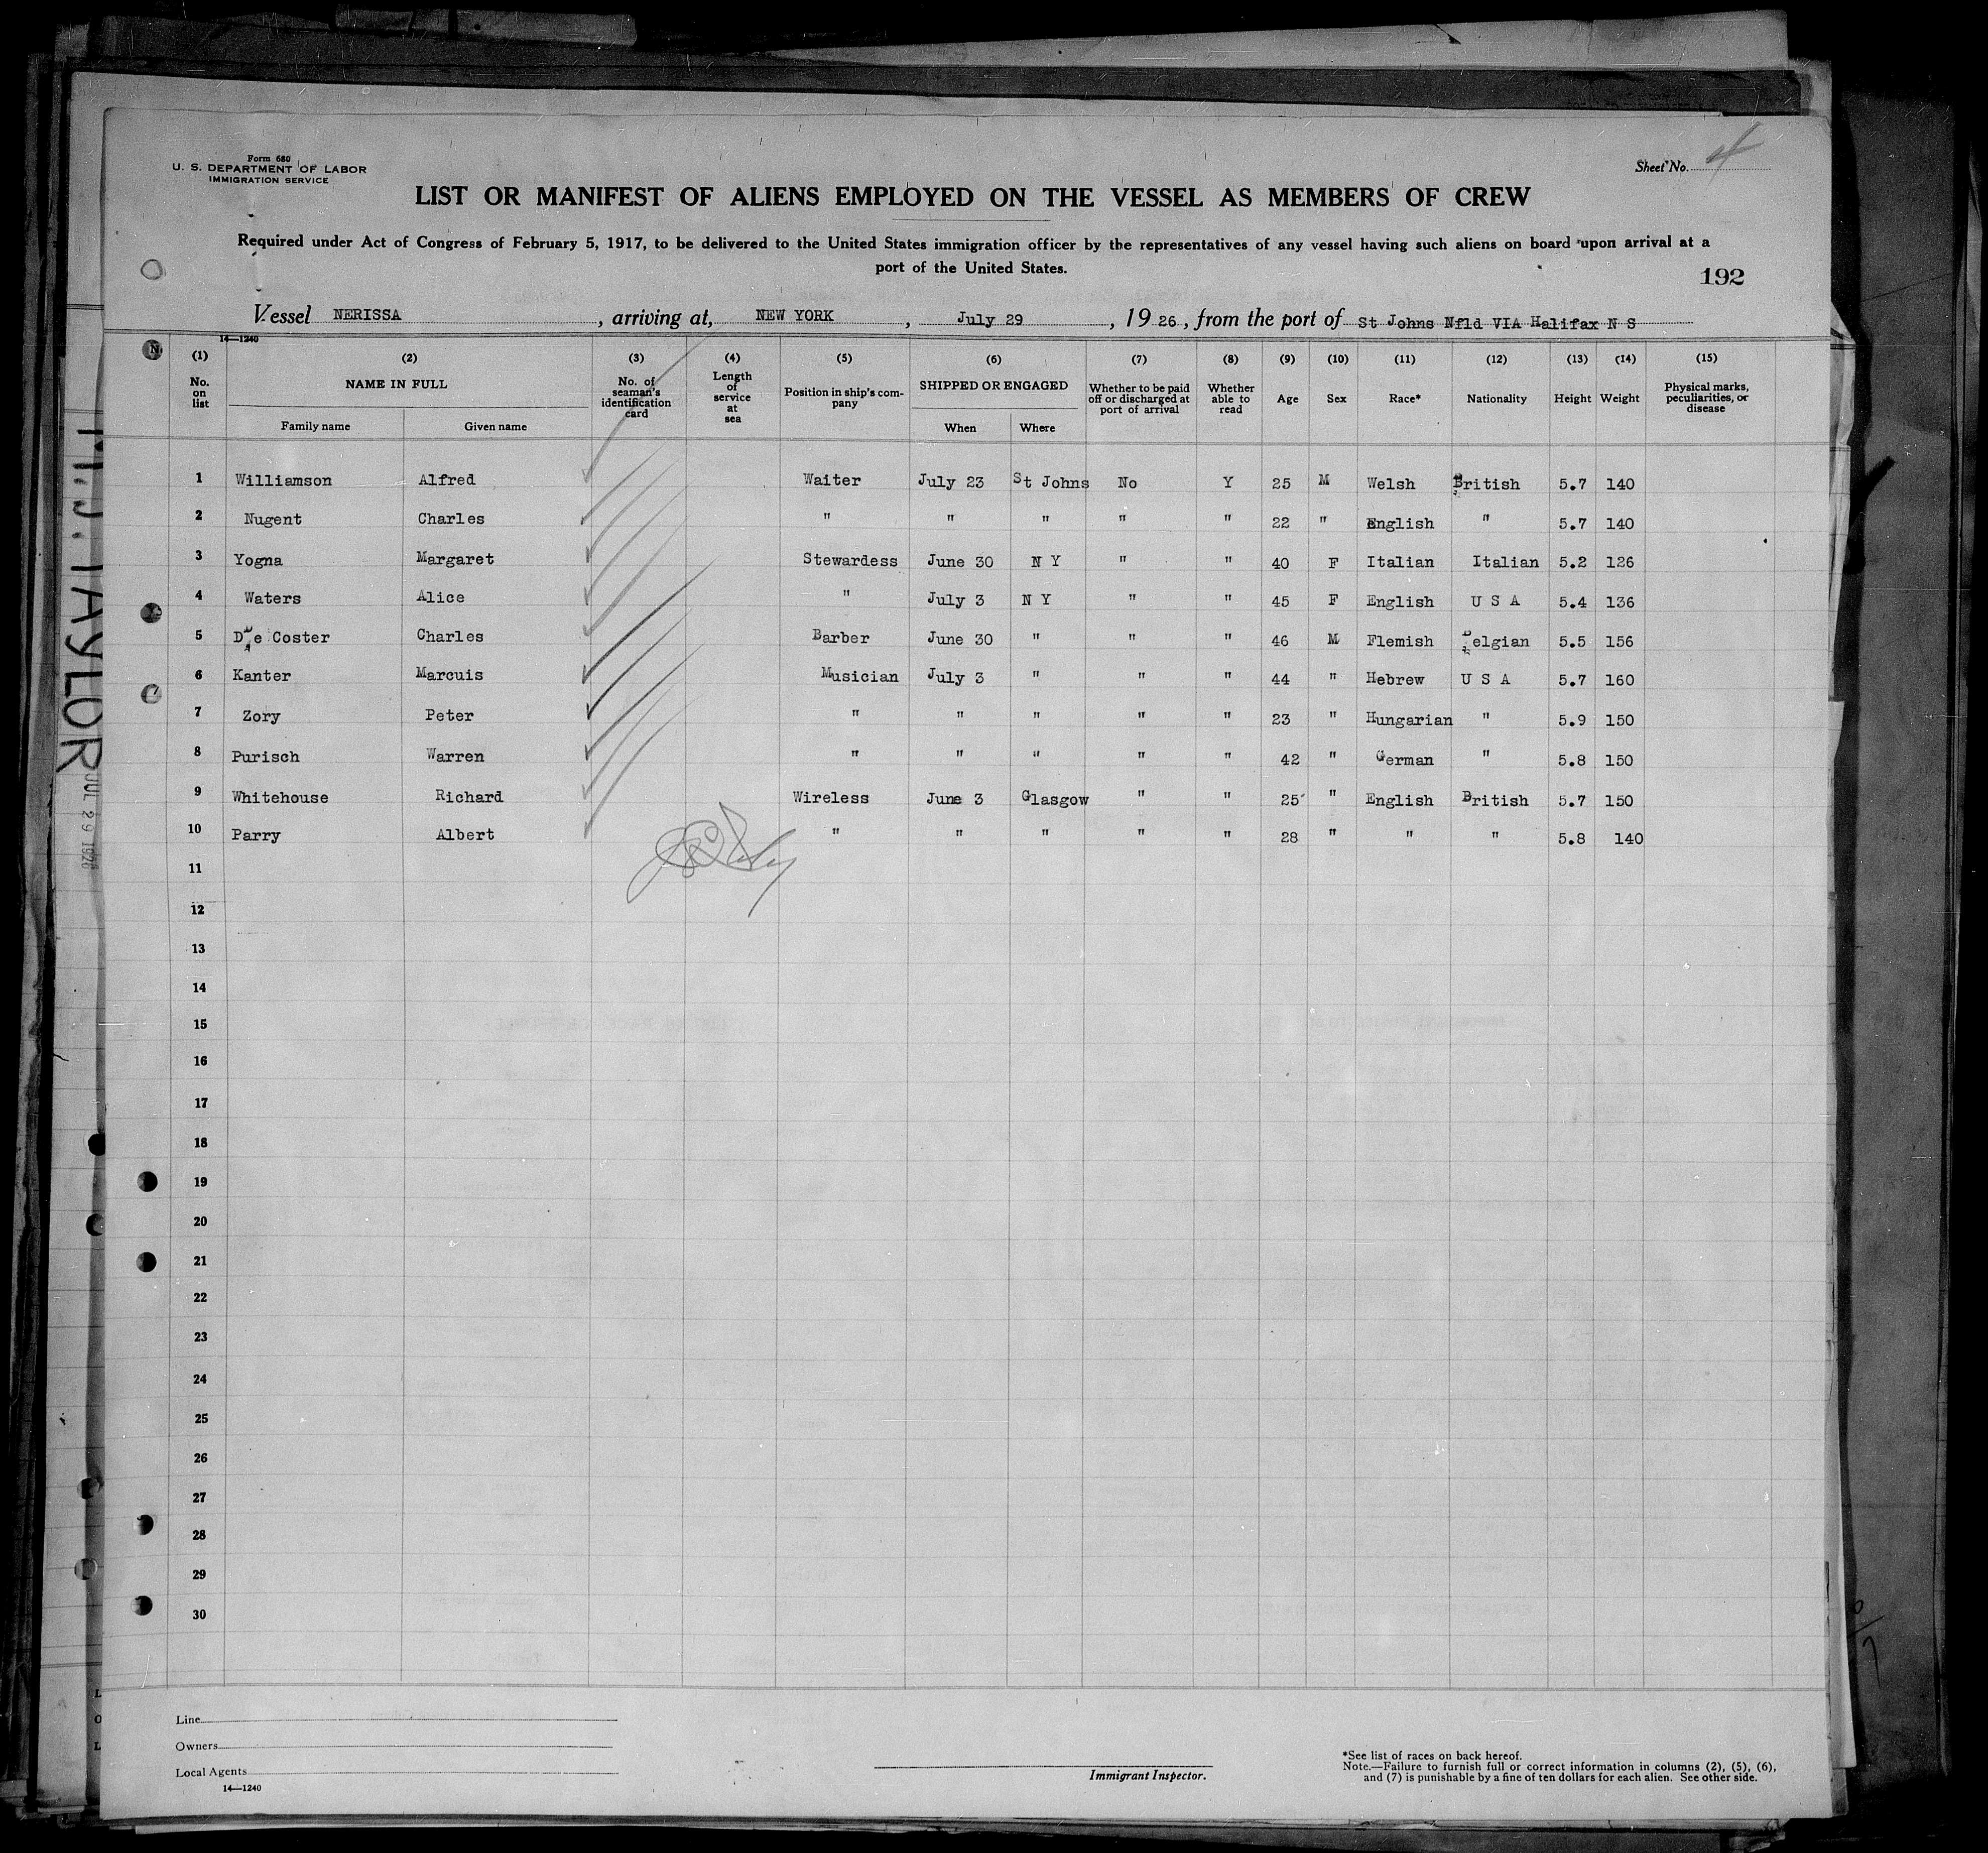 Form 680
U. S. DEPARTMENT OF LABOR
IMMIGRATION SERVICE
Sheet No. 4
LIST OR MANIFEST OF ALIENS EMPLOYED ON THE VESSEL AS MEMBERS OF CREW
Required under Act of Congress of February 5, 1917, to be delivered to the United States immigration officer by the representatives of any vessel having such aliens on board upon arrival at a
port of the United States.
192
Vessel NERISSA, arriving at, NEW YORK, July 29, 1926, from the port of St Johns Nfld VIA Halifax N S
14—1240
(1) (2) (3) (4) (5) (6) (7) (8) (9) (10) (11) (12) (13) (14) (15)
No. on list
NAME IN FULL
Family name
Given name
No. of seaman's identification card
Length of service at sea
Position in ship's company
SHIPPED OR ENGAGED
When
Where
Whether to be paid off or discharged at port of arrival
Whether able to read
Age
Sex
Race*
Nationality
Height
Weight
Physical marks, peculiarities, or disease
1 Williamson Alfred Waiter July 23 St Johns No Y 25 M Welsh British 5.7 140
2 Nugent Charles " " " " " 22 " English " 5.7 140
3 Yogna Margaret Stewardess June 30 N Y " " 40 F Italian Italian 5.2 126
4 Waters Alice " July 3 N Y " " 45 F English U S A 5.4 136
5 De Coster Charles Barber June 30 " " " 46 M Flemish Belgian 5.5 156
6 Kanter Marcuis Musician July 3 " " " 44 " Hebrew U S A 5.7 160
7 Zory Peter " " " " " 23 " Hungarian " 5.9 150
8 Purisch Warren " " " " " 42 " German " 5.8 150
9 Whitehouse Richard Wireless June 3 Glasgow " " 25 " English British 5.7 150
10 Parry Albert " " " " " 28 " " " 5.8 140
11
12
13
14
15
16
17
18
19
20
21
22
23
24
25
26
27
28
29
30
Line
Owners
Local Agents
14—1240
Immigrant Inspector.
*See list of races on back hereof.
Note.—Failure to furnish full or correct information in columns (2), (5), (6),
and (7) is punishable by a fine of ten dollars for each alien. See other side.
TAYLOR
JUL 29 1926